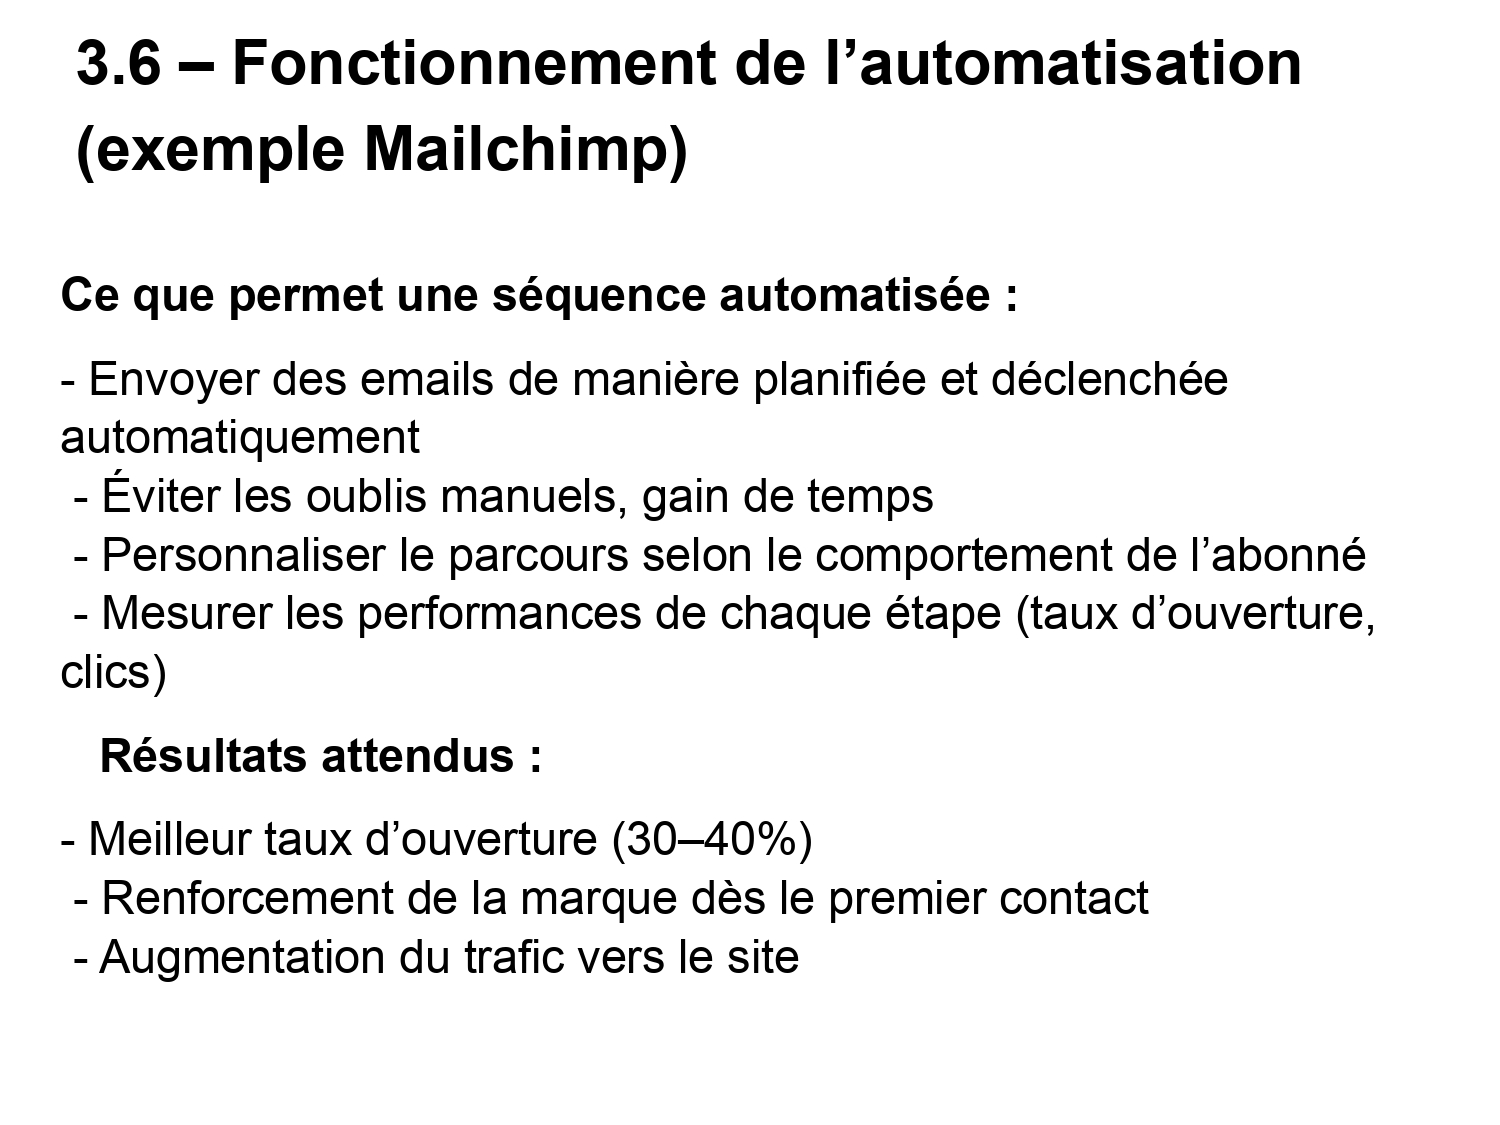 3.6 – Fonctionnement de l’automatisation
(exemple Mailchimp)
Ce que permet une séquence automatisée :
- Envoyer des emails de manière planifiée et déclenchée
automatiquement
- Éviter les oublis manuels, gain de temps
- Personnaliser le parcours selon le comportement de l’abonné
- Mesurer les performances de chaque étape (taux d’ouverture,
clics)
Résultats attendus :
- Meilleur taux d’ouverture (30–40%)
- Renforcement de la marque dès le premier contact
- Augmentation du trafic vers le site